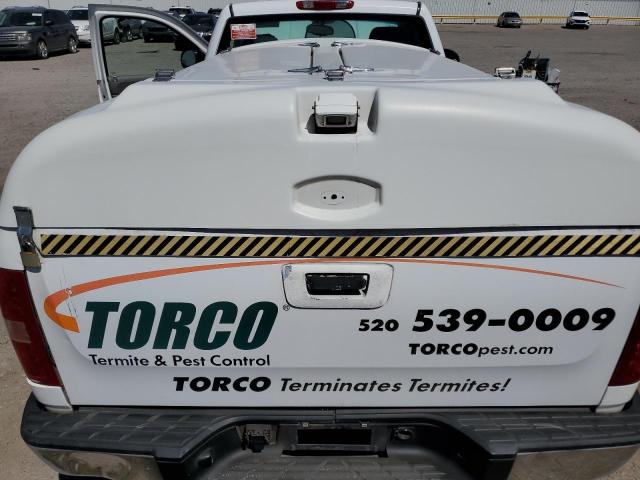 TORCO®
Termite & Pest Control
520 539-0009
TORCOpest.com
TORCO Terminates Termites!